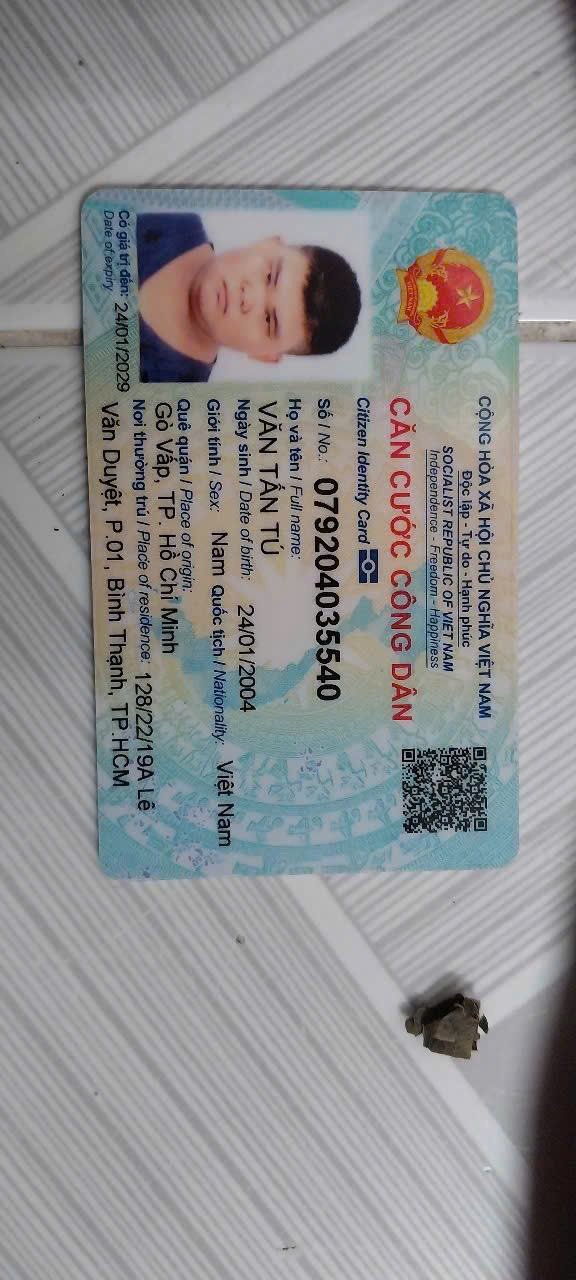 CỘNG HÒA XÃ HỘI CHỦ NGHĨA VIỆT NAM
Độc lập - Tự do - Hạnh phúc
SOCIALIST REPUBLIC OF VIET NAM
Independence - Freedom - Happiness
CĂN CƯỚC CÔNG DÂN
Citizen Identity Card
Số / No.: 079204035540
Họ và tên / Full name:
VĂN TẤN TÚ
Ngày sinh / Date of birth: 24/01/2004
Giới tính / Sex: Nam Quốc tịch / Nationality: Việt Nam
Quê quán / Place of origin:
Gò Vấp, TP. Hồ Chí Minh
Nơi thường trú / Place of residence: 128/22/19A Lê
Văn Duyệt, P.01, Bình Thạnh, TP.HCM
Có giá trị đến: 24/01/2029
Date of expiry
VIỆT NAM